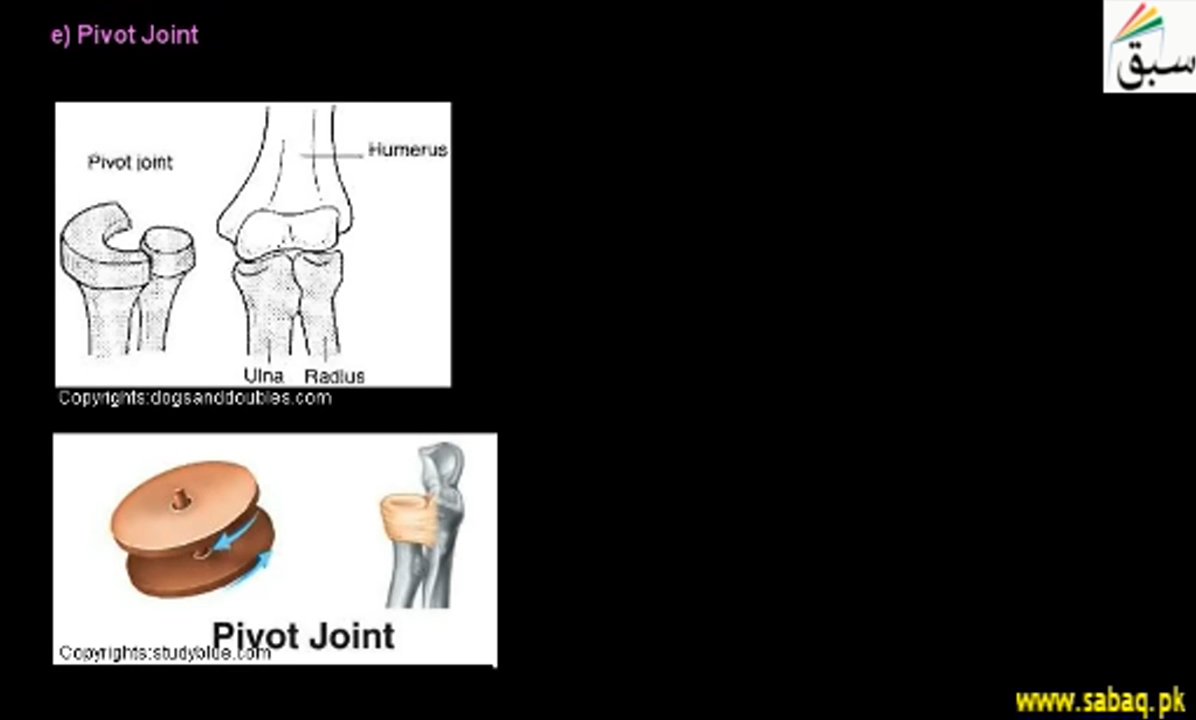 e) Pivot Joint
سبق
Humerus
Pivot joint
Ulna Radius
Copyrights:dogsanddoubles.com
Pivot Joint
Copyrights:studyblue.com
www.sabaq.pk